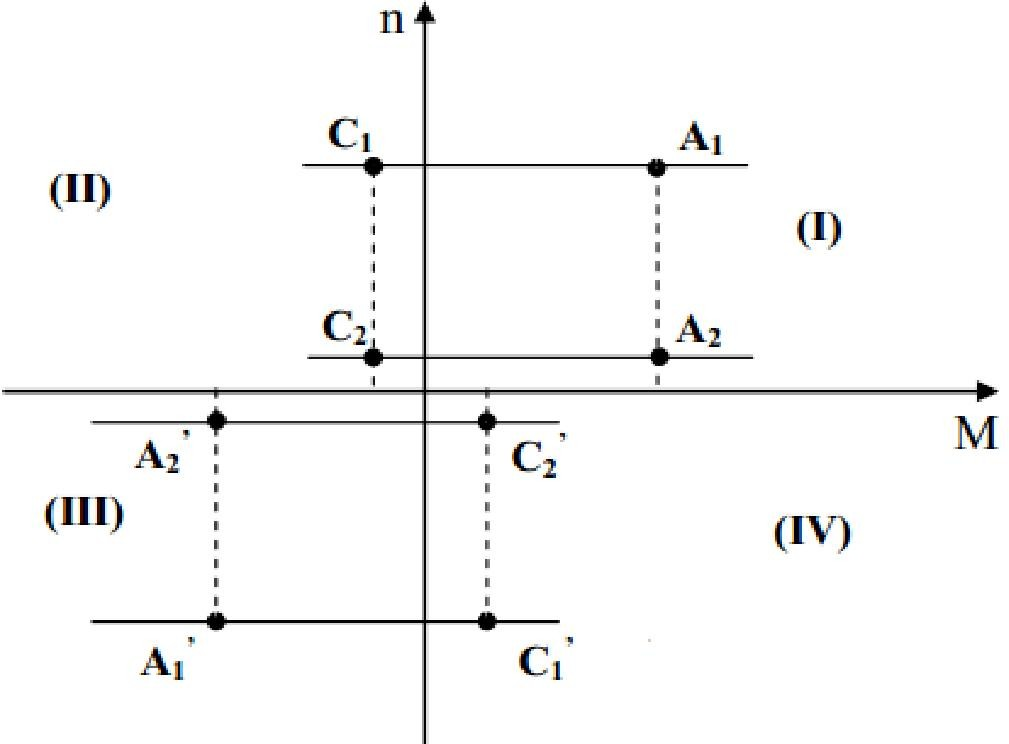 n
C₁ A₁
(II) (I)
C₂ A₂
M
A₂’ C₂’
(III) (IV)
A₁’ C₁’